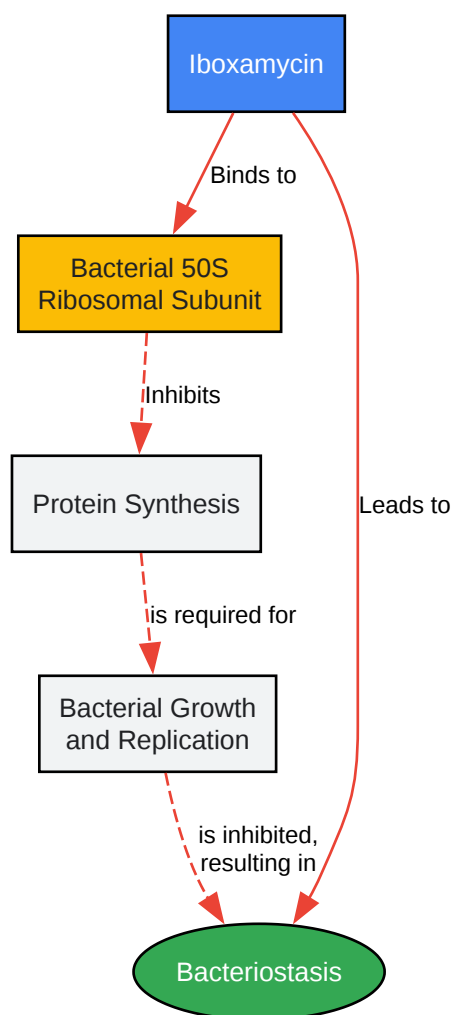 Iboxamycin
Binds to
Bacterial 50S
Ribosomal Subunit
Inhibits
Protein Synthesis
Leads to
is required for
Bacterial Growth
and Replication
is inhibited,
resulting in
Bacteriostasis